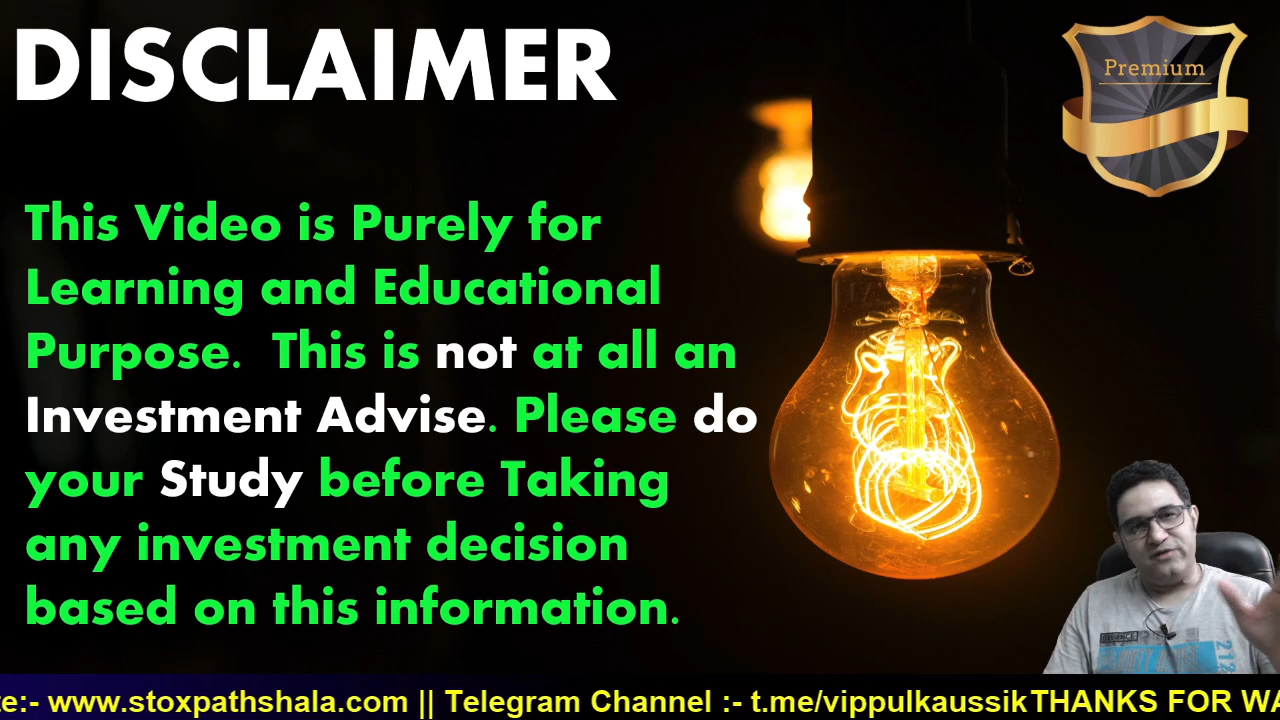 DISCLAIMER
Premium
This Video is Purely for
Learning and Educational
Purpose.  This is not at all an
Investment Advise. Please do
your Study before Taking
any investment decision
based on this information.
te:- www.stoxpathshala.com || Telegram Channel :- t.me/vippulkaussikTHANKS FOR WA